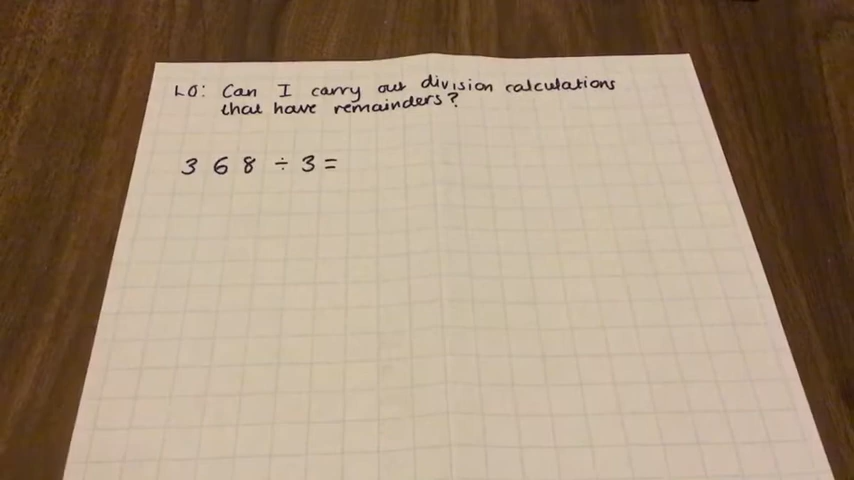 LO: Can I carry out division calculations
that have remainders?
3 6 8 ÷ 3 =